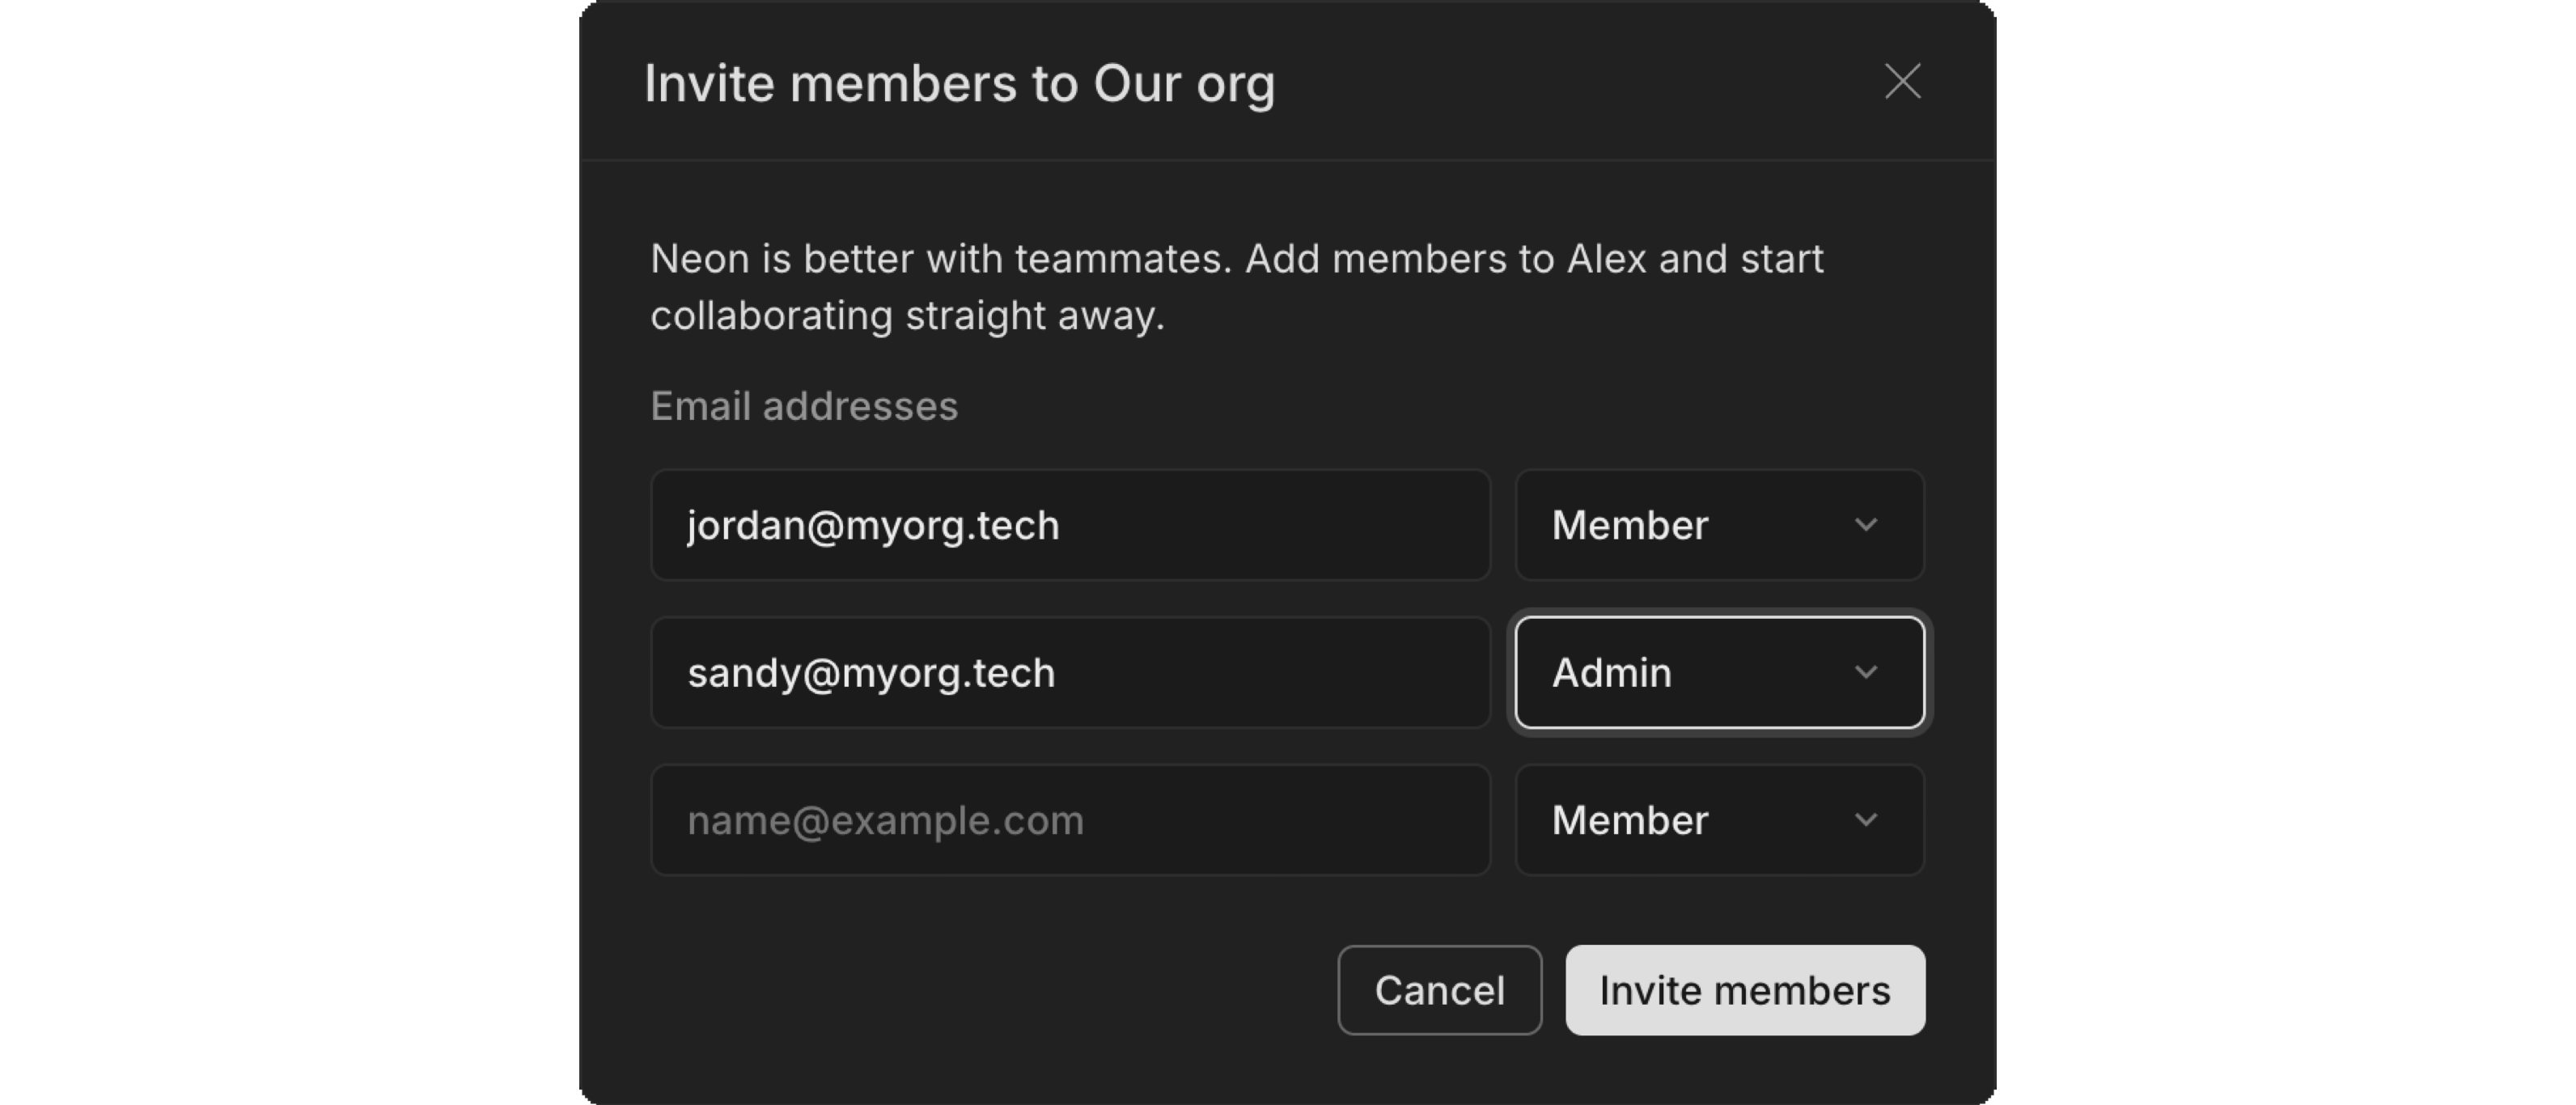 Invite members to Our org
Neon is better with teammates. Add members to Alex and start
collaborating straight away.
Email addresses
jordan@myorg.tech Member
sandy@myorg.tech Admin
name@example.com Member
Cancel Invite members